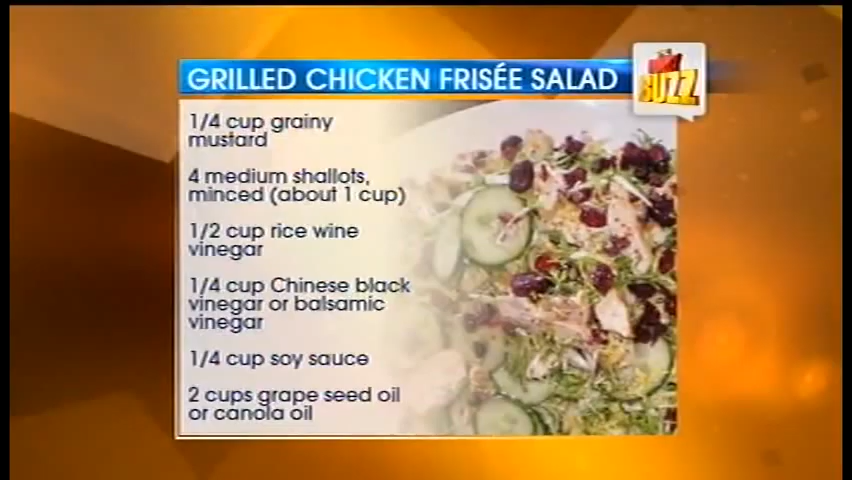 GRILLED CHICKEN FRISÉE SALAD
BUZZ
1/4 cup grainy
mustard
4 medium shallots,
minced (about 1 cup)
1/2 cup rice wine
vinegar
1/4 cup Chinese black
vinegar or balsamic
vinegar
1/4 cup soy sauce
2 cups grape seed oil
or canola oil